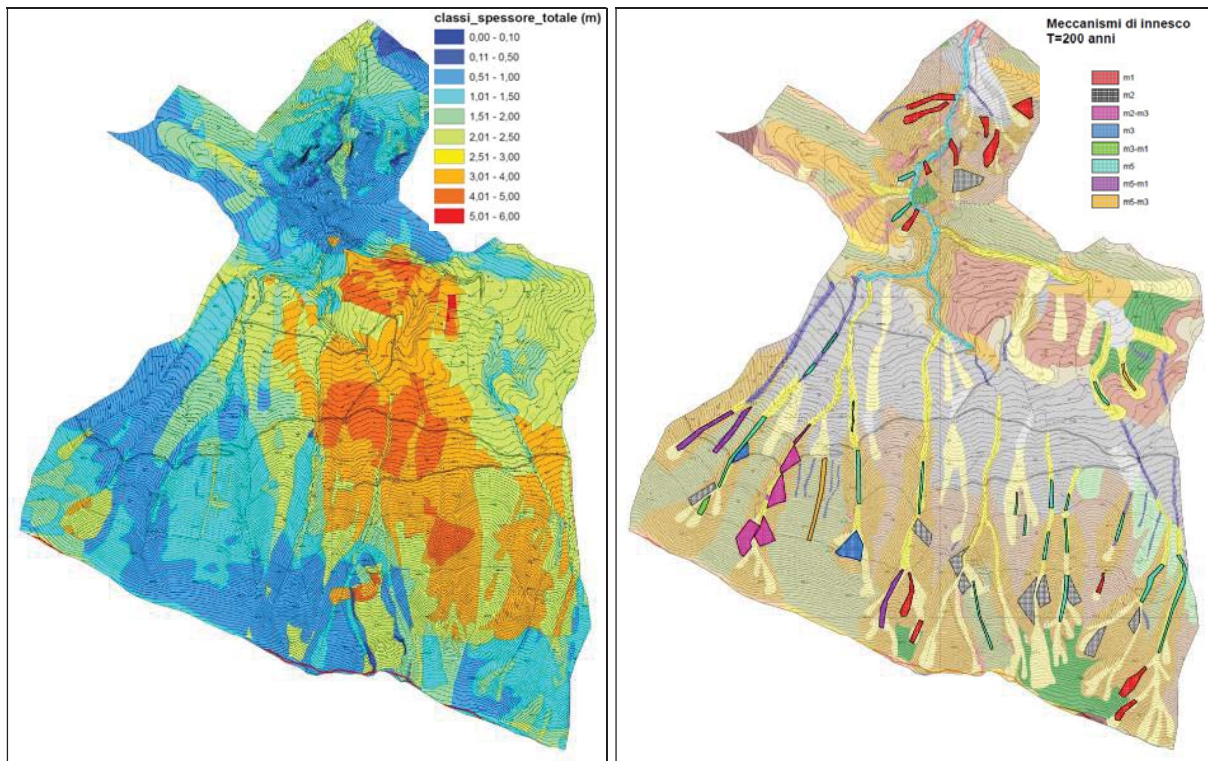 classi_spessore_totale (m)
0,00 - 0,10
0,11 - 0,50
0,51 - 1,00
1,01 - 1,50
1,51 - 2,00
2,01 - 2,50
2,51 - 3,00
3,01 - 4,00
4,01 - 5,00
5,01 - 6,00
Meccanismi di innesco
T=200 anni
m1
m2
m2-m3
m3
m3-m1
m5
m5-m1
m5-m3